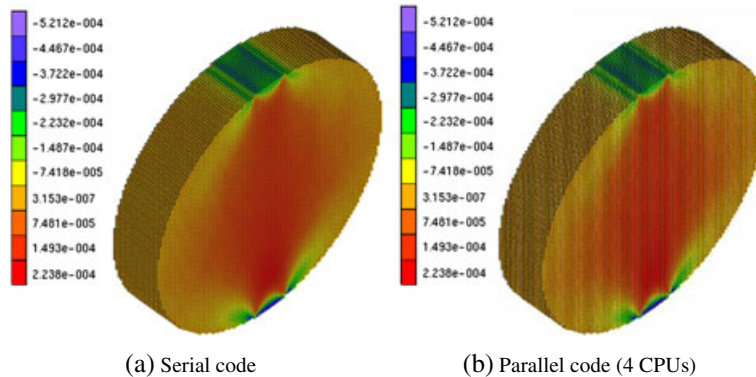 -5.212e-004
-4.467e-004
-3.722e-004
-2.977e-004
-2.232e-004
-1.487e-004
-7.418e-005
3.153e-007
7.481e-005
1.493e-004
2.238e-004
(a) Serial code
-5.212e-004
-4.467e-004
-3.722e-004
-2.977e-004
-2.232e-004
-1.487e-004
-7.418e-005
3.153e-007
7.481e-005
1.493e-004
2.238e-004
(b) Parallel code (4 CPUs)